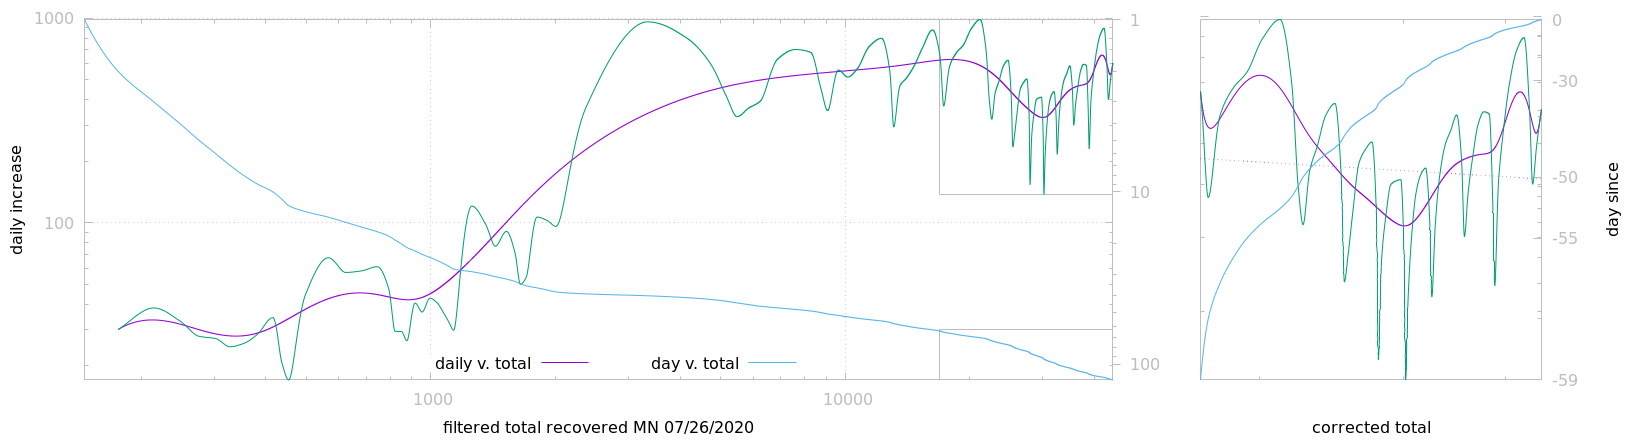 1000
100
daily increase
1000
10000
filtered total recovered MN 07/26/2020
daily v. total
day v. total
1
10
100
0
-30
-50
-55
-59
day since
corrected total